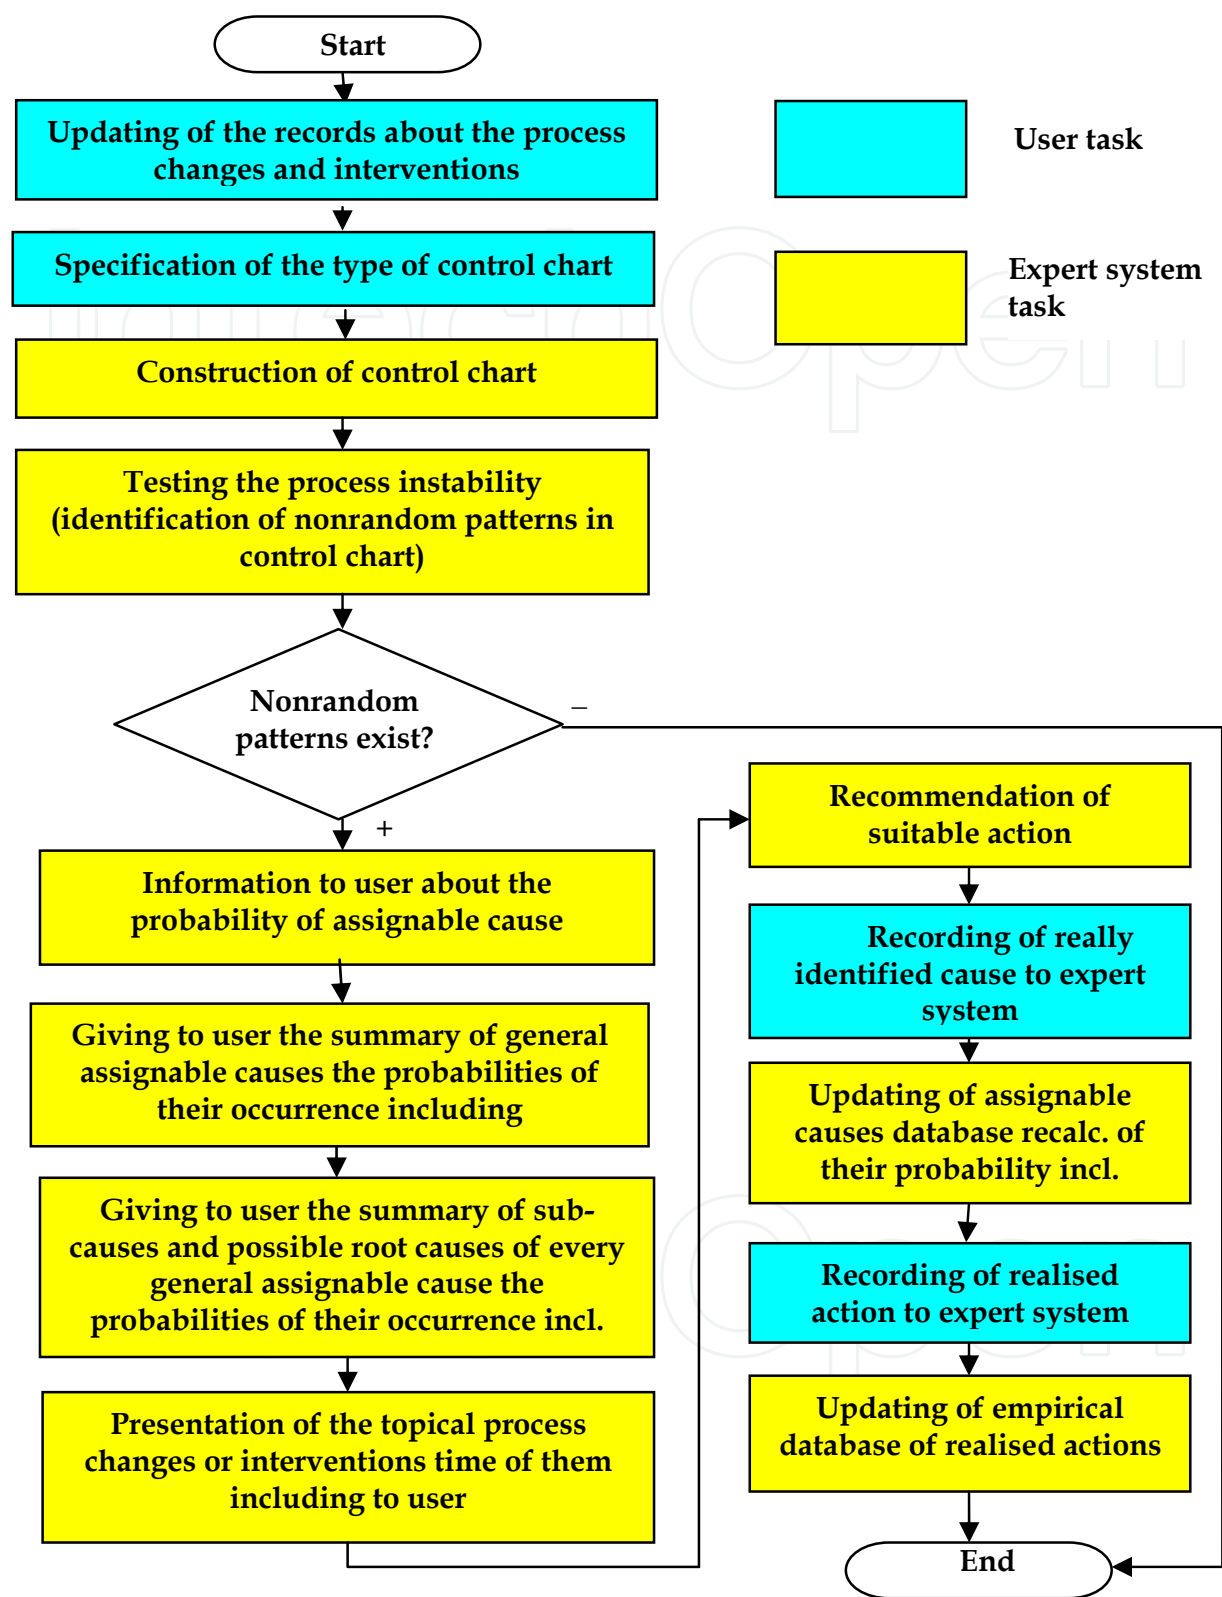 Start
Updating of the records about the process
changes and interventions
User task
Specification of the type of control chart
Expert system
task
Construction of control chart
Testing the process instability
(identification of nonrandom patterns in
control chart)
Nonrandom
patterns exist?
–
+
Information to user about the
probability of assignable cause
Giving to user the summary of general
assignable causes the probabilities of
their occurrence including
Giving to user the summary of sub-
causes and possible root causes of every
general assignable cause the
probabilities of their occurrence incl.
Presentation of the topical process
changes or interventions time of them
including to user
Recommendation of
suitable action
Recording of really
identified cause to expert
system
Updating of assignable
causes database recalc. of
their probability incl.
Recording of realised
action to expert system
Updating of empirical
database of realised actions
End
IntechOpen
Open